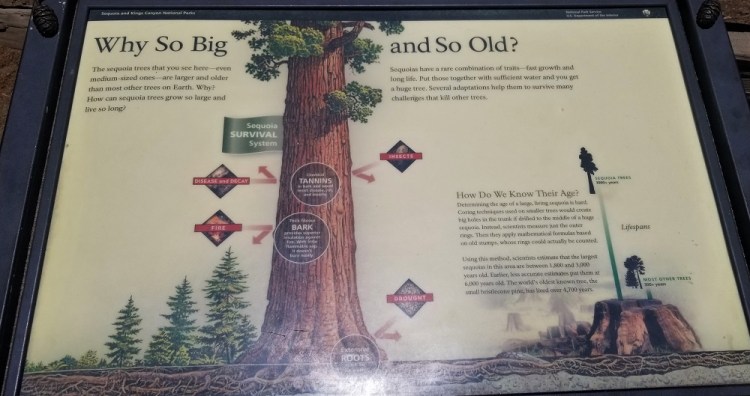 Sequoia and Kings Canyon National Parks
National Park Service
U.S. Department of the Interior
Why So Big and So Old?
The sequoia trees that you see here—even
medium-sized ones—are larger and older
than most other trees on Earth. Why?
How can sequoia trees grow so large and
live so long?
Sequoias have a rare combination of traits—fast growth and
long life. Put those together with sufficient water and you get
a huge tree. Several adaptations help them to survive many
challenges that kill other trees.
Sequoia
SURVIVAL
System
INSECTS
DISEASE and DECAY
TANNINS
FIRE
BARK
DROUGHT
ROOTS
How Do We Know Their Age?
Determining the age of a large, living sequoia is hard.
Coring techniques used on smaller trees would create
big holes in the trunk if drilled to the middle of a huge
sequoia. Instead, scientists measure just the outer
rings. Then they apply mathematical formulas based
on old stumps, whose rings could actually be counted.
Using this method, scientists estimate that the largest
sequoias in this area are between 1,800 and
years old. Earlier, less accurate estimates put them at
years old. The world's oldest known tree, the
small bristlecone pine, has lived over 4,700 years.
SEQUOIA TREES
years
Lifespans
MOST OTHER TREES
years